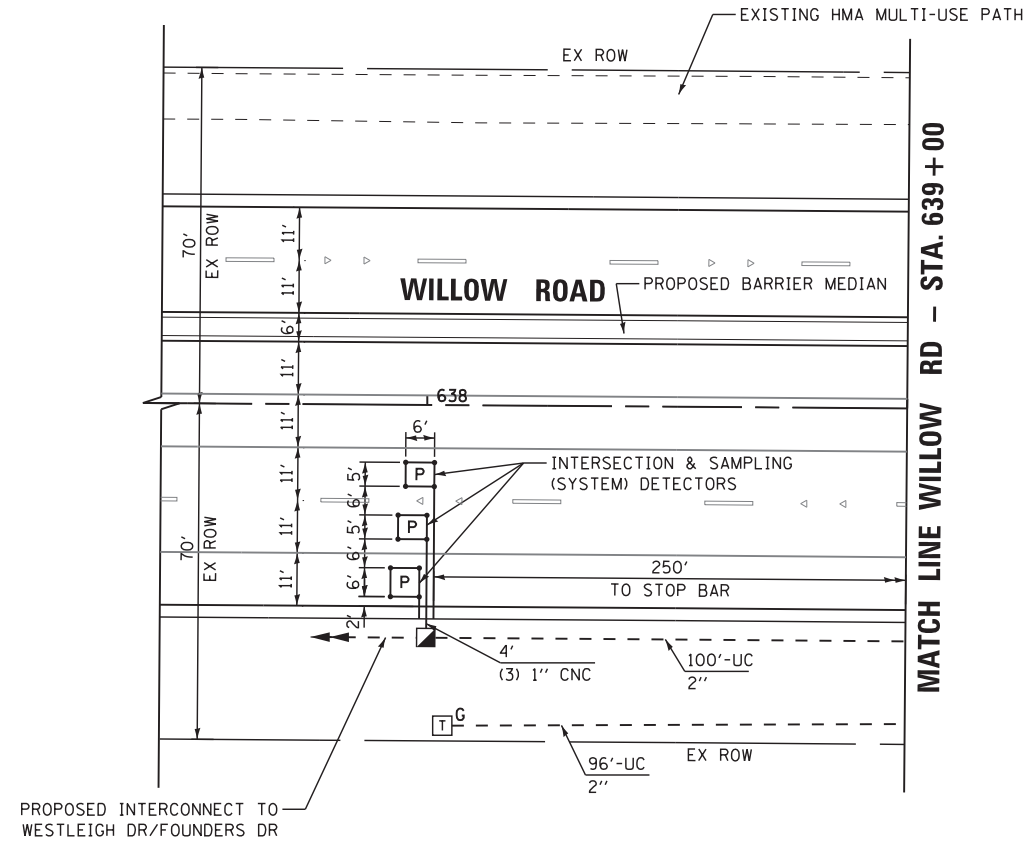 EXISTING HMA MULTI-USE PATH
EX ROW
70'
EX ROW
11'
11'
6'
11'
11'
11'
11'
11'
WILLOW ROAD
PROPOSED BARRIER MEDIAN
638
6'
5'
6'
5'
6'
6'
2'
P
P
P
INTERSECTION & SAMPLING
(SYSTEM) DETECTORS
70'
EX ROW
250'
TO STOP BAR
4'
(3) 1'' CNC
100'-UC
2''
T
G
96'-UC
2''
EX ROW
PROPOSED INTERCONNECT TO
WESTLEIGH DR/FOUNDERS DR
MATCH LINE WILLOW RD - STA. 639+00